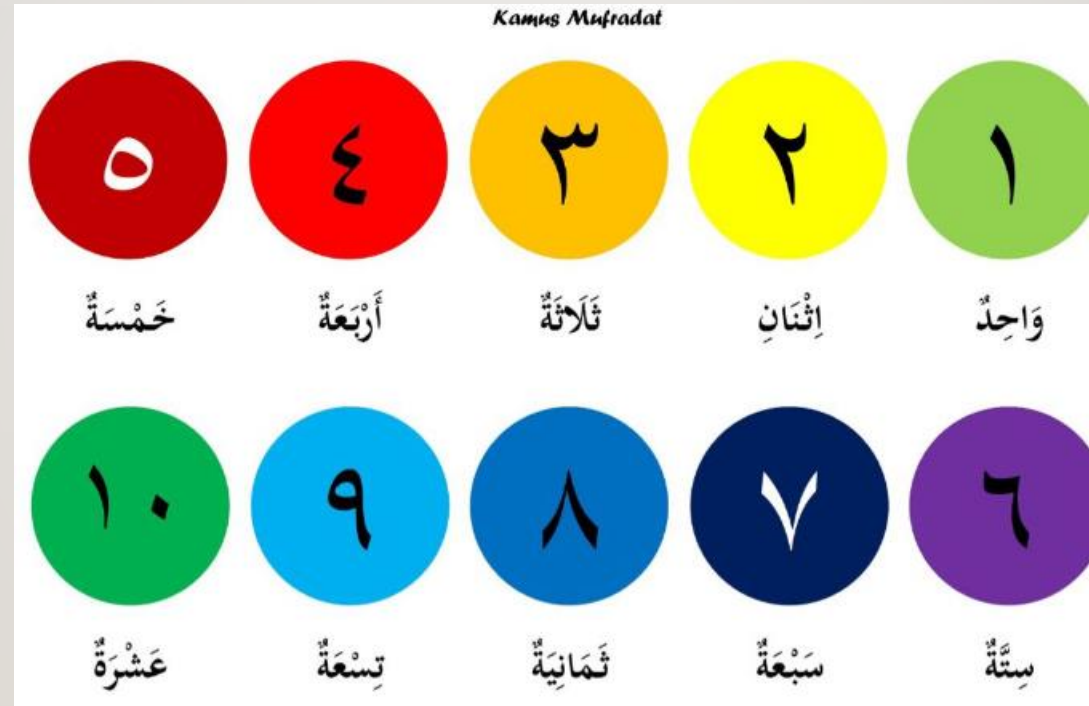 Kamus Mufradat
١ ٢ ٣ ٤ ٥
وَاحِدٌ اِثْنَانِ ثَلَاثَةٌ أَرْبَعَةٌ خَمْسَةٌ
٦ ٧ ٨ ٩ ١٠
سِتَّةٌ سَبْعَةٌ ثَمَانِيَةٌ تِسْعَةٌ عَشْرَةٌ